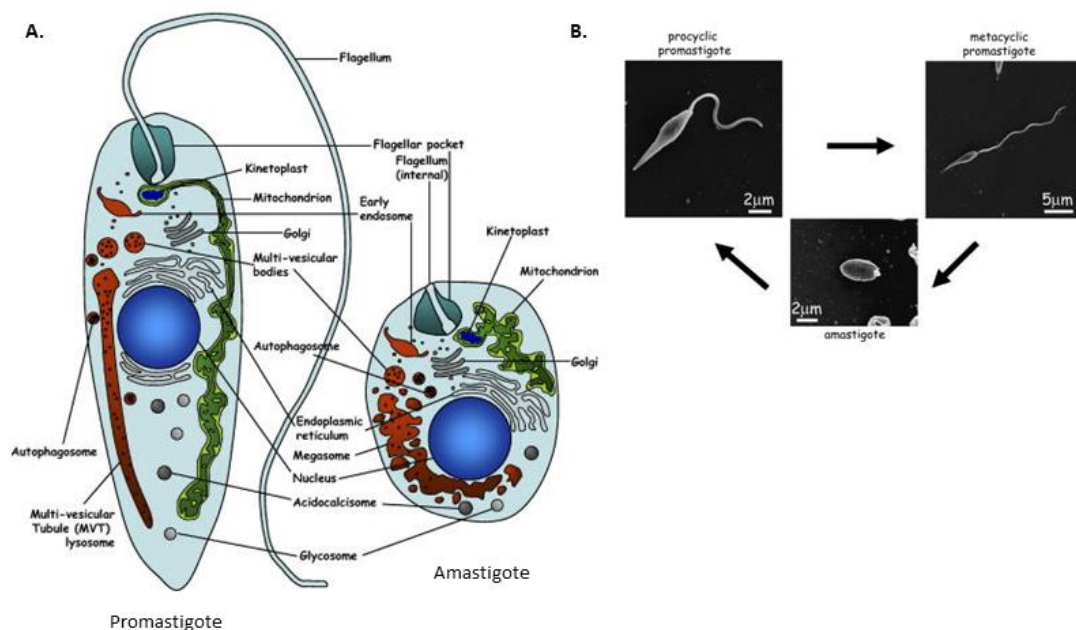 A.
Flagellum
Flagellar pocket
Flagellum
(internal)
Kinetoplast
Mitochondrion
Early
endosome
Golgi
Multi-vesicular
bodies
Kinetoplast
Mitochondrion
Autophagosome
Golgi
Endoplasmic
reticulum
Megasome
Autophagosome
Nucleus
Acidocalcisome
Multi-vesicular
Tubule (MVT)
lysosome
Glycosome
Amastigote
Promastigote
B.
procyclic
promastigote
metacyclic
promastigote
2μm
5μm
2μm
amastigote